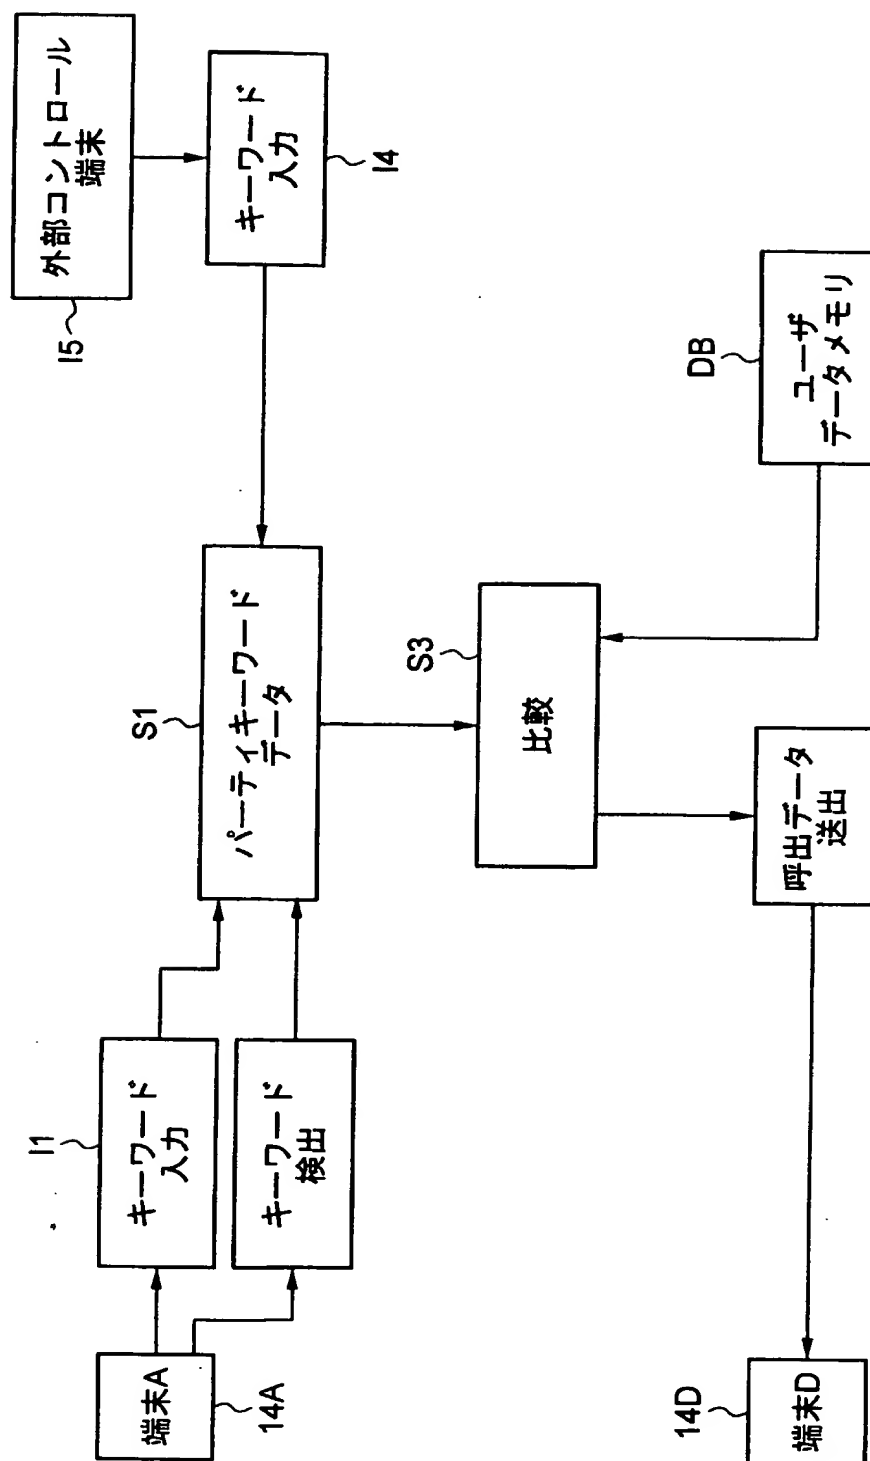 端末A
14A
I1
キーワード
入力
キーワード
検出
S1
パーティキーワード
データ
キーワード
入力
I4
外部コントロール
端末
I5
S3
比較
DB
ユーザ
データメモリ
呼出データ
送出
14D
端末D